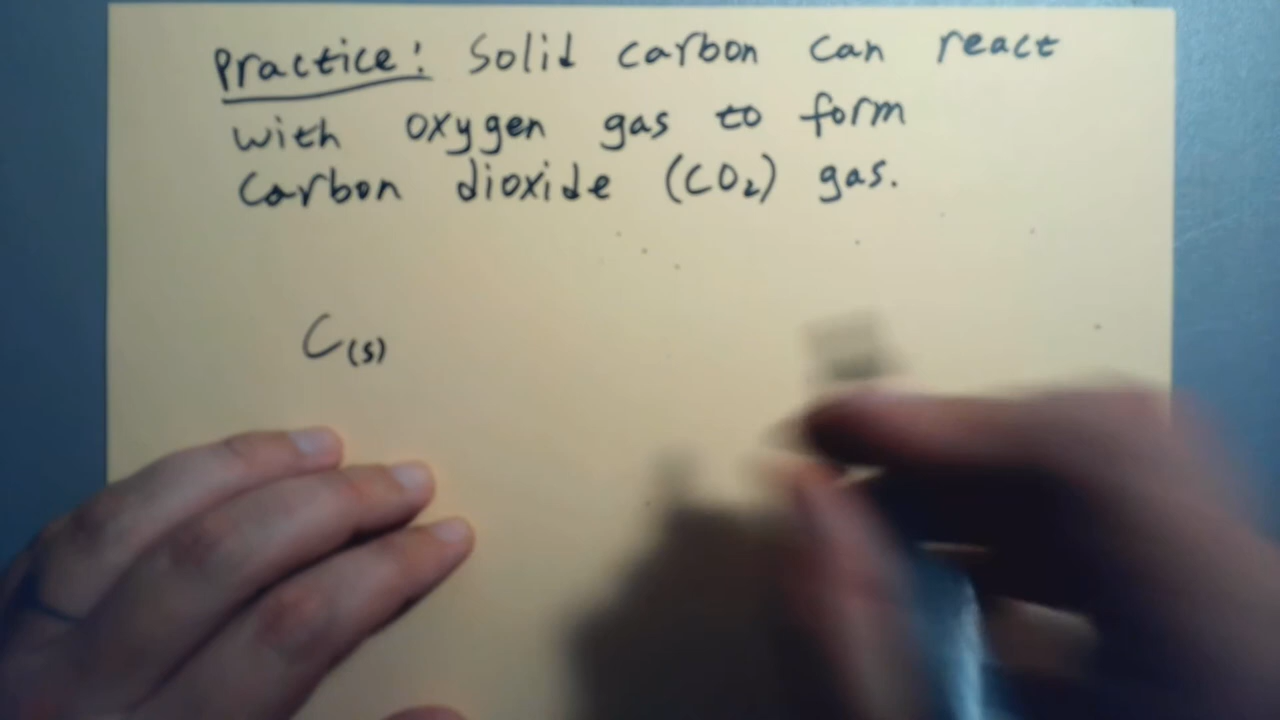 Practice: Solid carbon can react
with oxygen gas to form
carbon dioxide (CO₂) gas.
C(s)